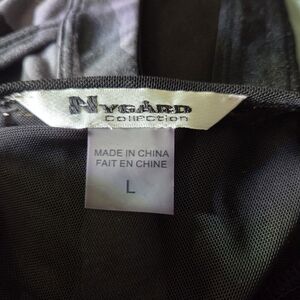 NYGÅRD
Collection
MADE IN CHINA
FAIT EN CHINE
L